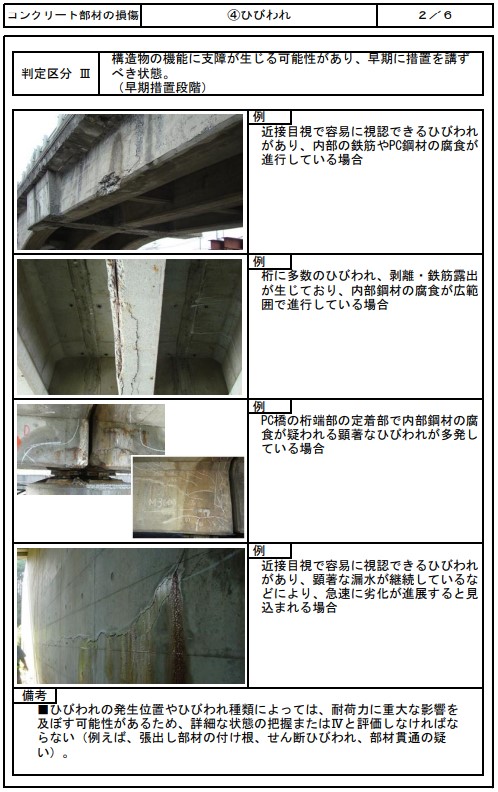 コンクリート部材の損傷 ④ひびわれ 2／6
判定区分 Ⅲ
構造物の機能に支障が生じる可能性があり、早期に措置を講ず
べき状態。
（早期措置段階）
例
近接目視で容易に視認できるひびわれ
があり、内部の鉄筋やPC鋼材の腐食が
進行している場合
例
桁に多数のひびわれ、剥離・鉄筋露出
が生じており、内部鋼材の腐食が広範
囲で進行している場合
例
PC橋の桁端部の定着部で内部鋼材の腐
食が疑われる顕著なひびわれが多発し
ている場合
例
近接目視で容易に視認できるひびわれ
があり、顕著な漏水が継続しているな
どにより、急速に劣化が進展すると見
込まれる場合
備考
■ひびわれの発生位置やひびわれ種類によっては、耐荷力に重大な影響を
及ぼす可能性があるため、詳細な状態の把握またはⅣと評価しなければな
らない（例えば、張出し部材の付け根、せん断ひびわれ、部材貫通の疑
い）。